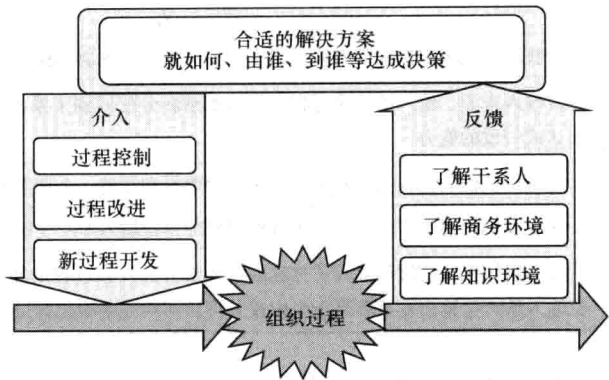 合适的解决方案
就如何、由谁、到谁等达成决策
介入
过程控制
过程改进
新过程开发
反馈
了解干系人
了解商务环境
了解知识环境
组织过程